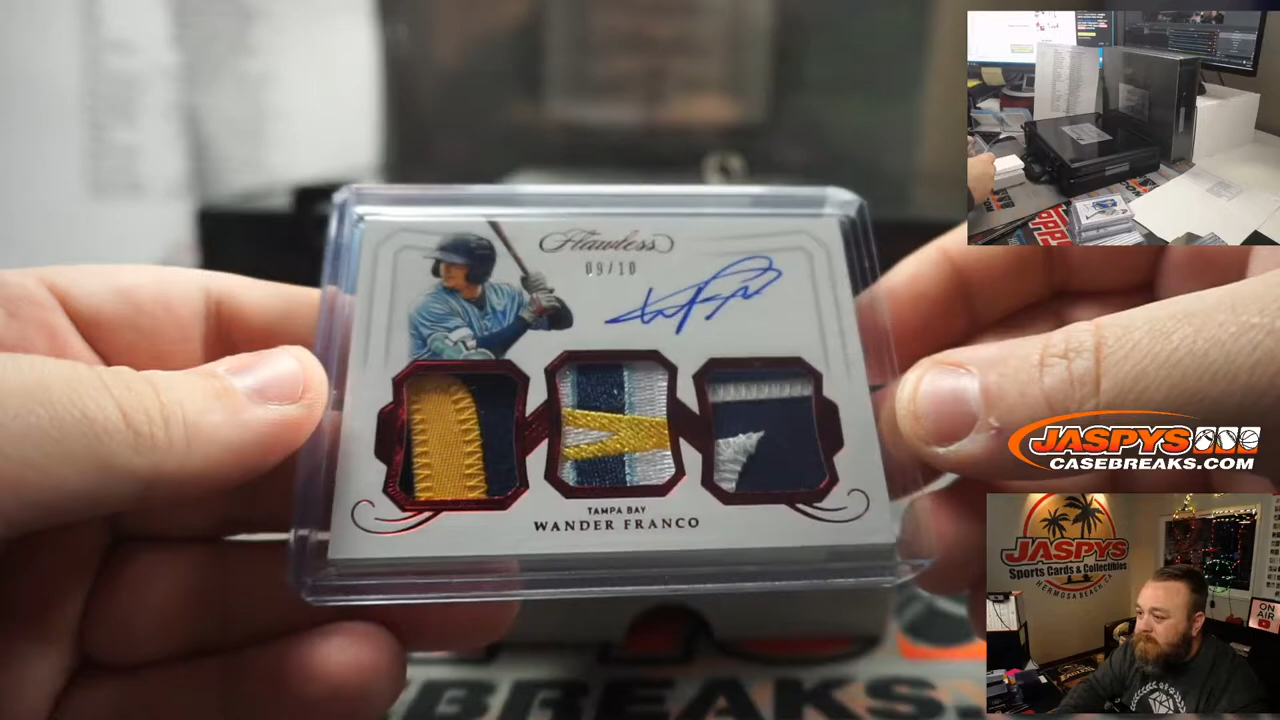 Flawless
09/10
TAMPA BAY
WANDER FRANCO
BREAKS.
TOPPS
JASPYS
CASEBREAKS.COM
JASPYS
Sports Cards & Collectibles
HERMOSA BEACH, CA
ON
AIR